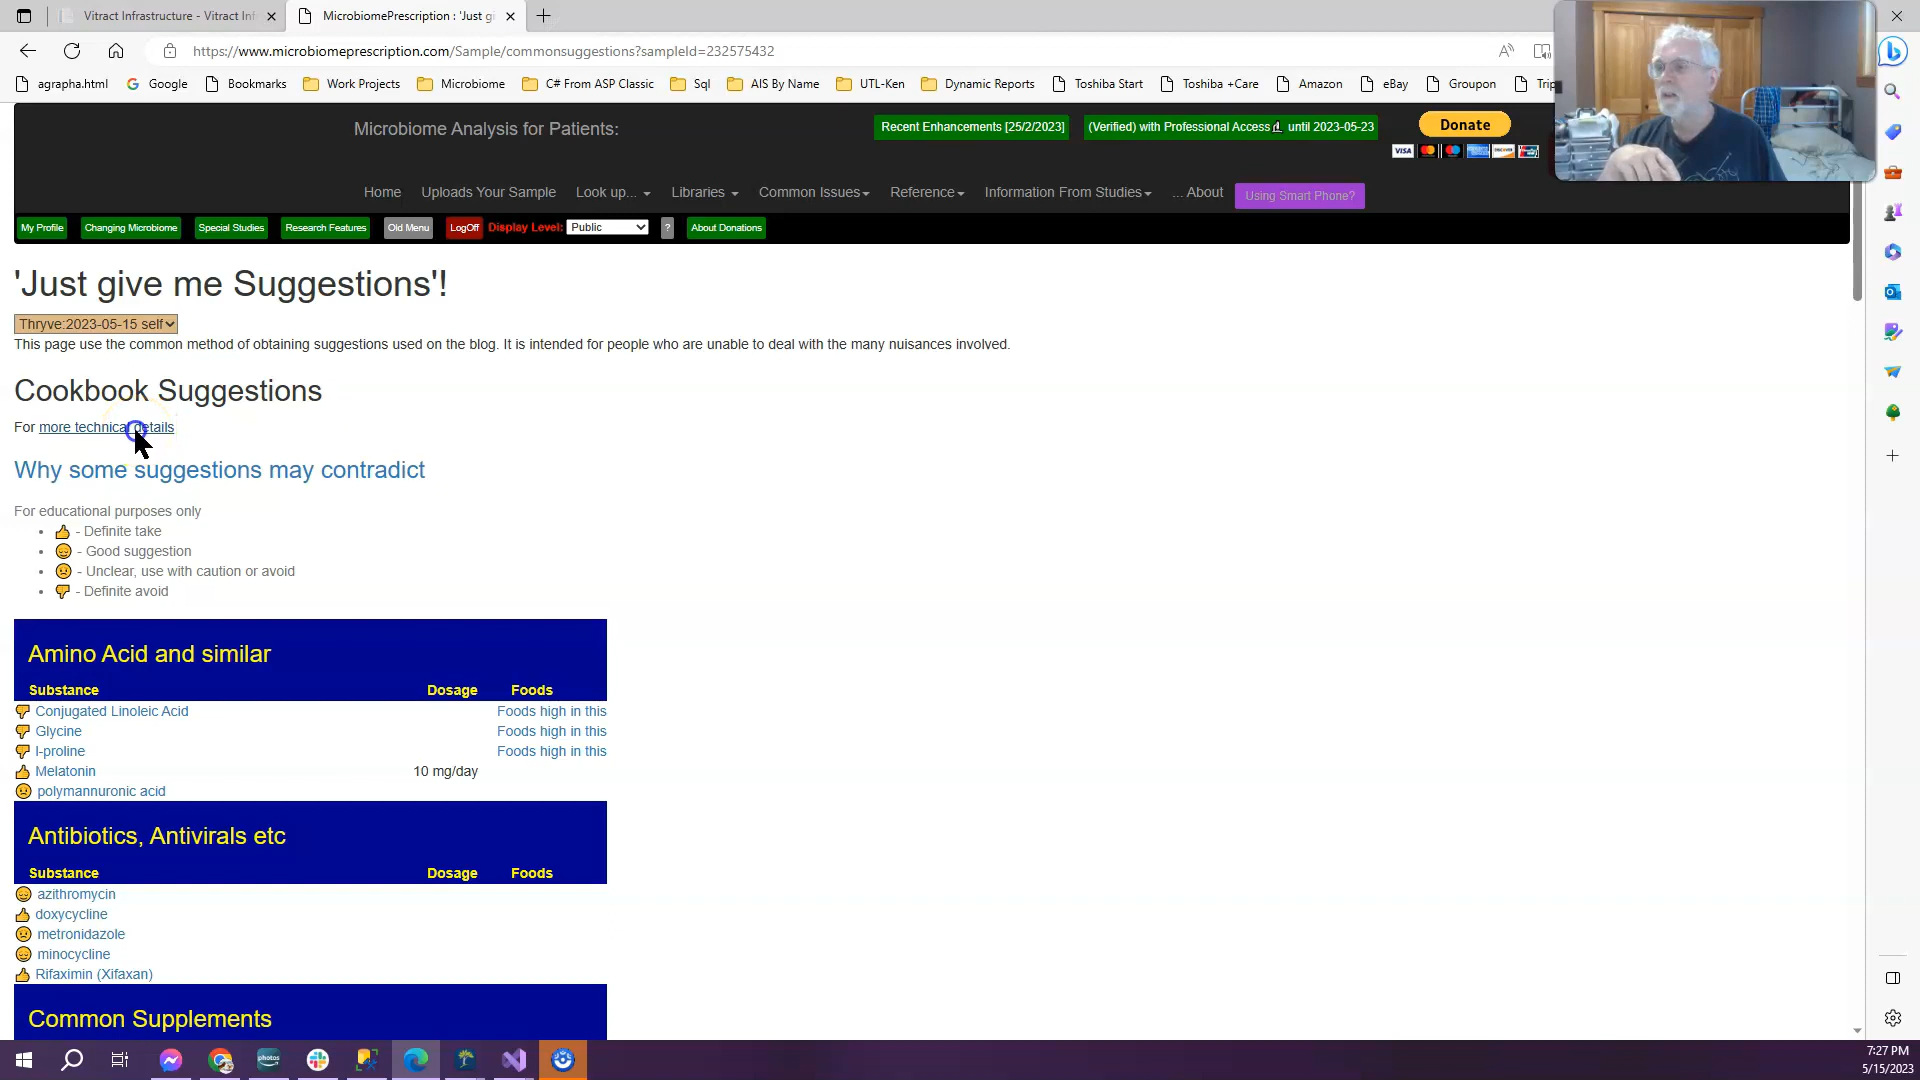 Vitract Infrastructure - Vitract Inf
MicrobiomePrescription : 'Just gi
https://www.microbiomeprescription.com/Sample/commonsuggestions?sampleId=232575432
agrapha.html Google Bookmarks Work Projects Microbiome C# From ASP Classic Sql AIS By Name UTL-Ken Dynamic Reports Toshiba Start Toshiba +Care Amazon eBay Groupon Trip
Microbiome Analysis for Patients:
Recent Enhancements [25/2/2023]
(Verified) with Professional Access until 2023-05-23
Donate
VISA
Home Uploads Your Sample Look up... Libraries Common Issues Reference Information From Studies ... About Using Smart Phone?
My Profile Changing Microbiome Special Studies Research Features Old Menu LogOff Display Level: Public ? About Donations
'Just give me Suggestions'!
Thryve:2023-05-15 self
This page use the common method of obtaining suggestions used on the blog. It is intended for people who are unable to deal with the many nuisances involved.
Cookbook Suggestions
For more technical details
Why some suggestions may contradict
For educational purposes only
- Definite take
- Good suggestion
- Unclear, use with caution or avoid
- Definite avoid
Amino Acid and similar
Substance Dosage Foods
Conjugated Linoleic Acid Foods high in this
Glycine Foods high in this
l-proline Foods high in this
Melatonin 10 mg/day
polymannuronic acid
Antibiotics, Antivirals etc
Substance Dosage Foods
azithromycin
doxycycline
metronidazole
minocycline
Rifaximin (Xifaxan)
Common Supplements
photos
7:27 PM
5/15/2023